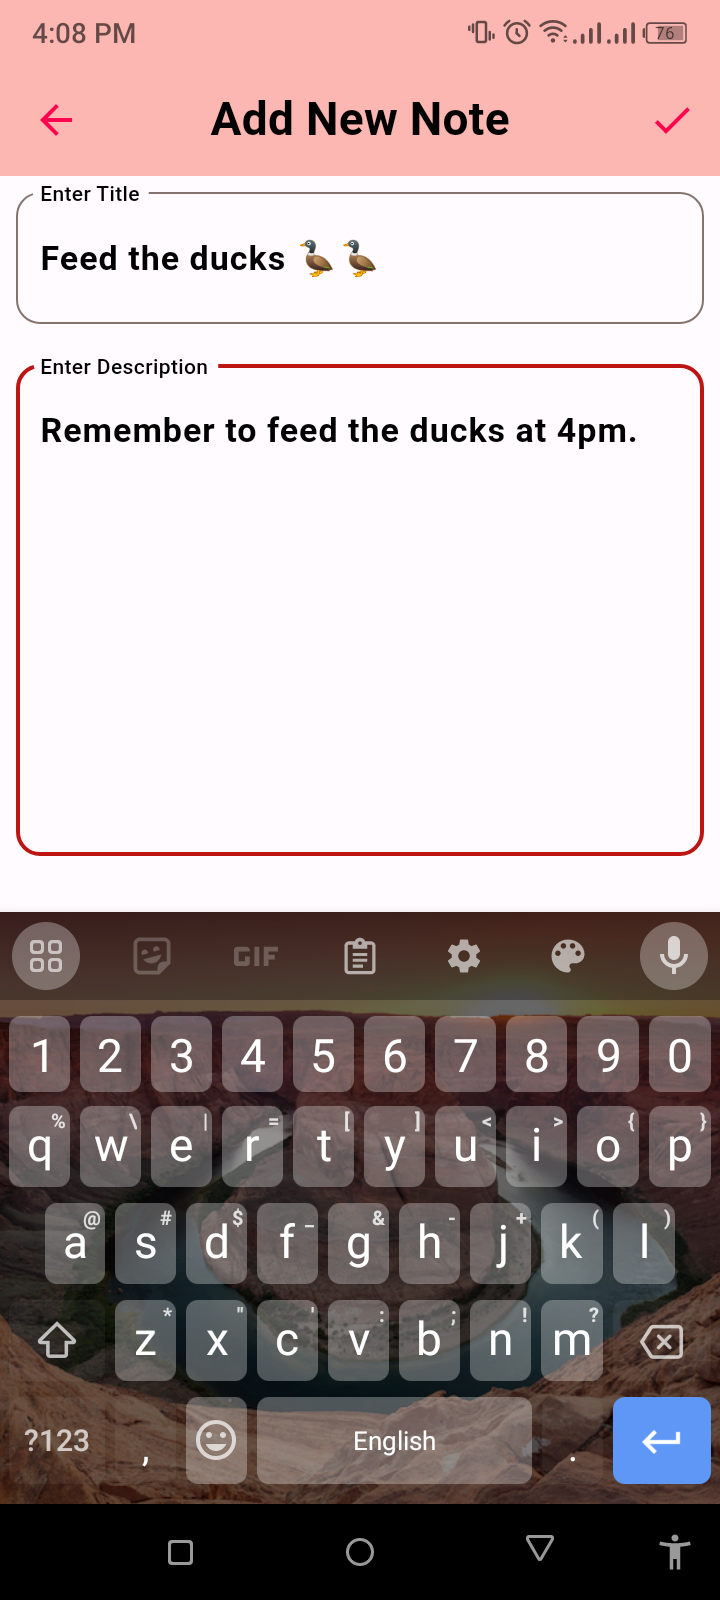 4:08 PM
76
Add New Note
Enter Title
Feed the ducks 🦆🦆
Enter Description
Remember to feed the ducks at 4pm.
GIF
1 2 3 4 5 6 7 8 9 0
% \ | = [ ] < > { }
q w e r t y u i o p
@ # $ _ & - + ( )
a s d f g h j k l
* " ' : ; ! ?
z x c v b n m
?123 , English .